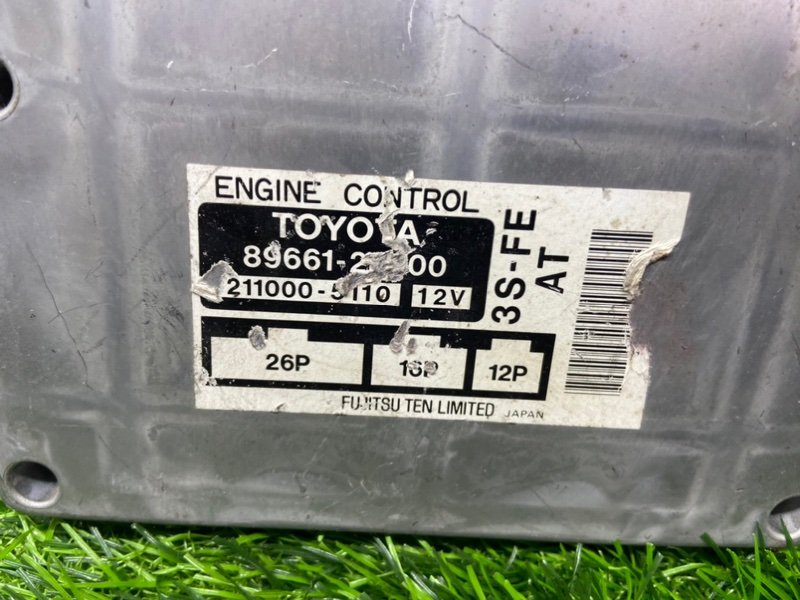 ENGINE CONTROL
TOYOTA
211000-5110 12V
3S-FE
AT
26P 16P 12P
FUJITSU TEN LIMITED JAPAN